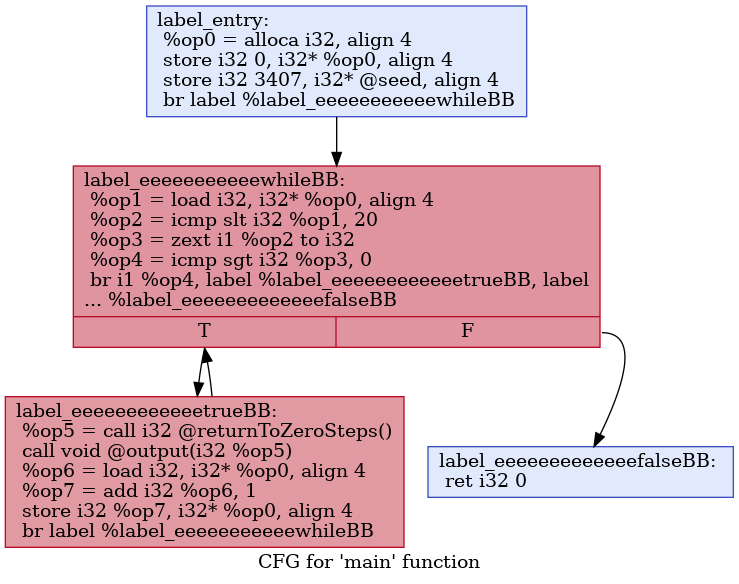 label_entry:
%op0 = alloca i32, align 4
store i32 0, i32* %op0, align 4
store i32 3407, i32* @seed, align 4
br label %label_eeeeeeeeeeewhileBB
label_eeeeeeeeeeewhileBB:
%op1 = load i32, i32* %op0, align 4
%op2 = icmp slt i32 %op1, 20
%op3 = zext i1 %op2 to i32
%op4 = icmp sgt i32 %op3, 0
br i1 %op4, label %label_eeeeeeeeeeeetrueBB, label
... %label_eeeeeeeeeeeeefalseBB
T
F
label_eeeeeeeeeeeetrueBB:
%op5 = call i32 @returnToZeroSteps()
call void @output(i32 %op5)
%op6 = load i32, i32* %op0, align 4
%op7 = add i32 %op6, 1
store i32 %op7, i32* %op0, align 4
br label %label_eeeeeeeeeeewhileBB
label_eeeeeeeeeeeeefalseBB:
ret i32 0
CFG for 'main' function